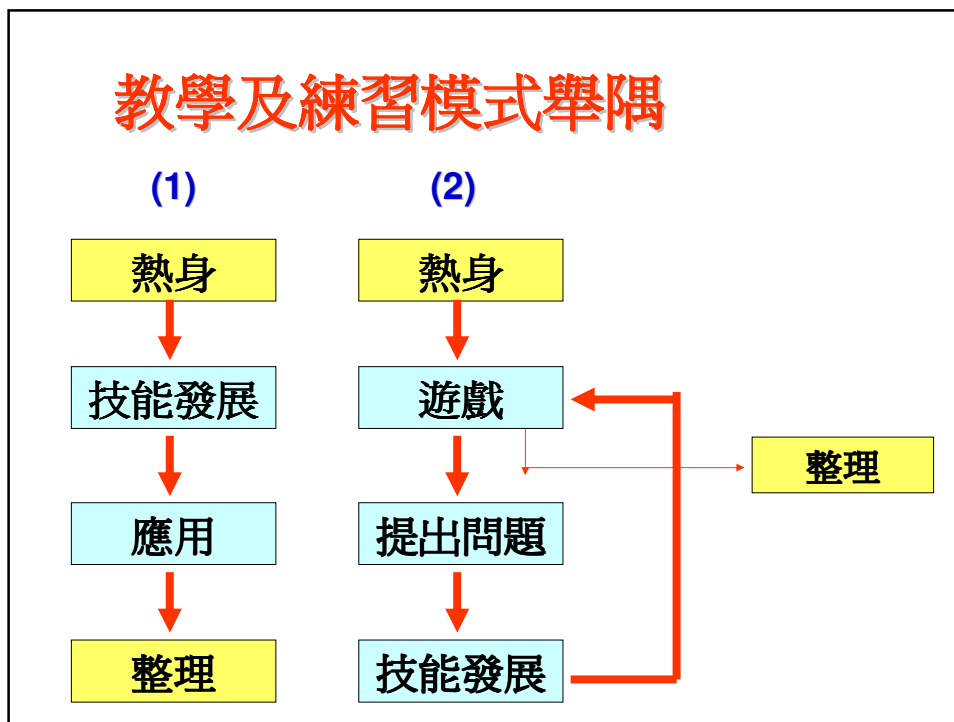 教學及練習模式舉隅
(1)
(2)
熱身
熱身
技能發展
遊戲
整理
應用
提出問題
整理
技能發展